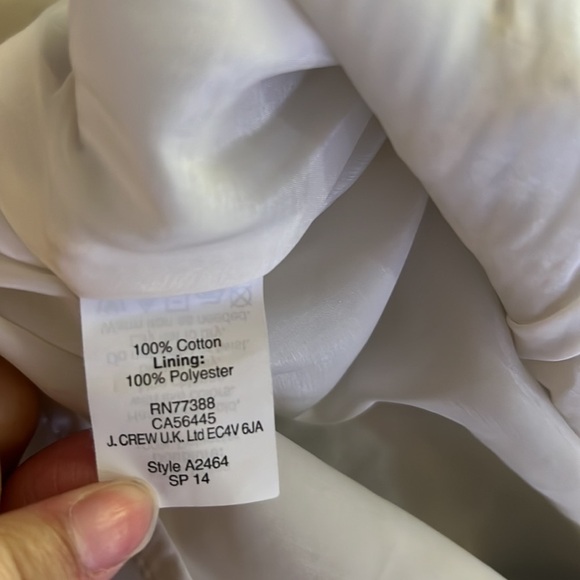 100% Cotton
Lining:
100% Polyester
RN77388
CA56445
J. CREW U.K. Ltd EC4V 6JA
Style A2464
SP 14